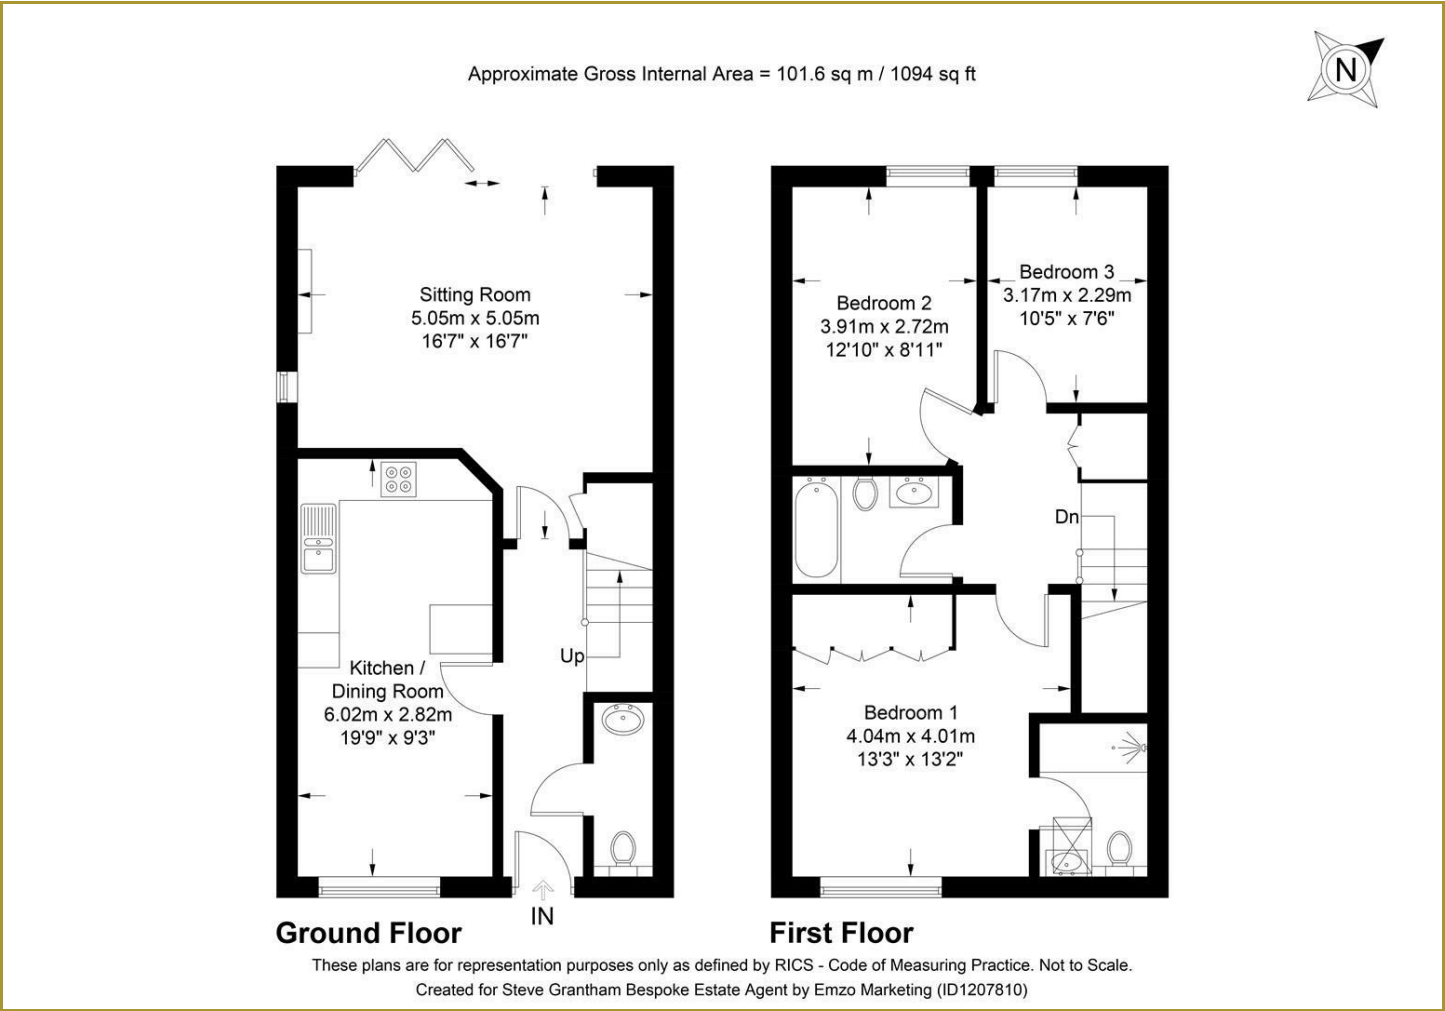 Approximate Gross Internal Area = 101.6 sq m / 1094 sq ft
N
Sitting Room
5.05m x 5.05m
16'7" x 16'7"
Kitchen /
Dining Room
6.02m x 2.82m
19'9" x 9'3"
Up
IN
Ground Floor
Bedroom 2
3.91m x 2.72m
12'10" x 8'11"
Bedroom 3
3.17m x 2.29m
10'5" x 7'6"
Dn
Bedroom 1
4.04m x 4.01m
13'3" x 13'2"
First Floor
These plans are for representation purposes only as defined by RICS - Code of Measuring Practice. Not to Scale.
Created for Steve Grantham Bespoke Estate Agent by Emzo Marketing (ID1207810)